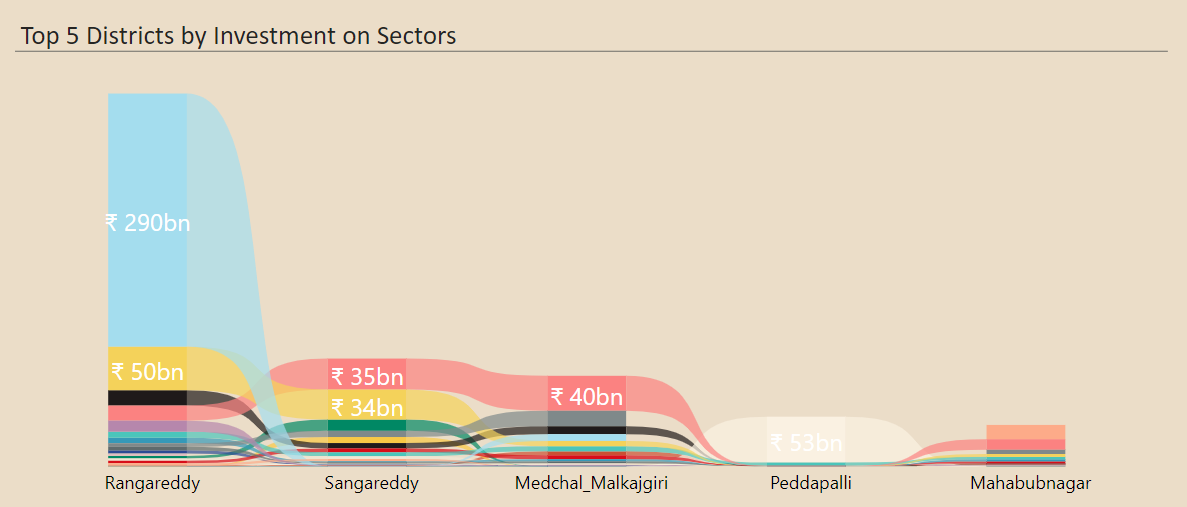 Top 5 Districts by Investment on Sectors
₹ 290bn
₹ 50bn
₹ 35bn
₹ 34bn
₹ 40bn
₹ 53bn
Rangareddy Sangareddy Medchal_Malkajgiri Peddapalli Mahabubnagar